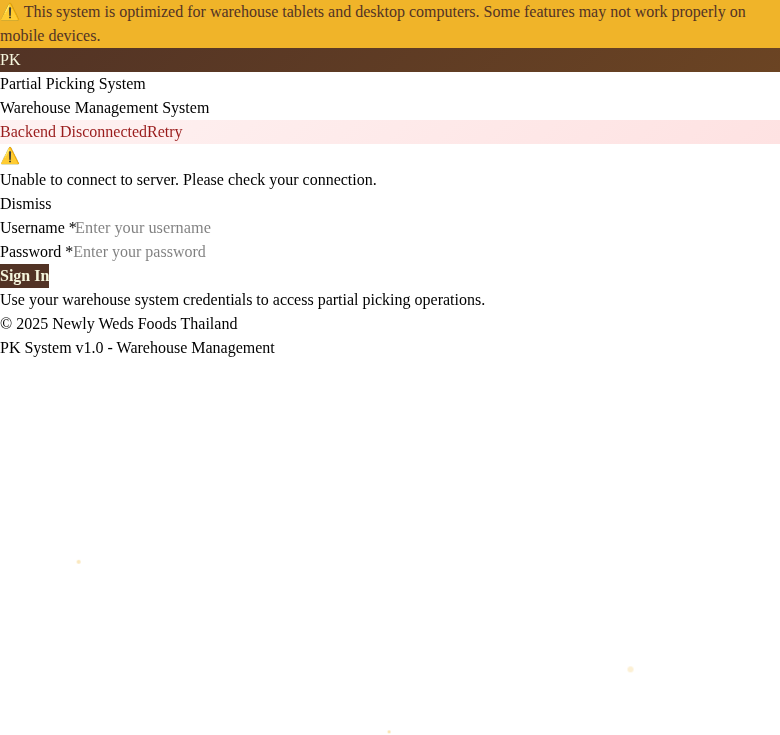 ⚠️ This system is optimized for warehouse tablets and desktop computers. Some features may not work properly on
mobile devices.
PK
Partial Picking System
Warehouse Management System
Backend DisconnectedRetry
⚠️
Unable to connect to server. Please check your connection.
Dismiss
Username *Enter your username
Password *Enter your password
Sign In
Use your warehouse system credentials to access partial picking operations.
© 2025 Newly Weds Foods Thailand
PK System v1.0 - Warehouse Management